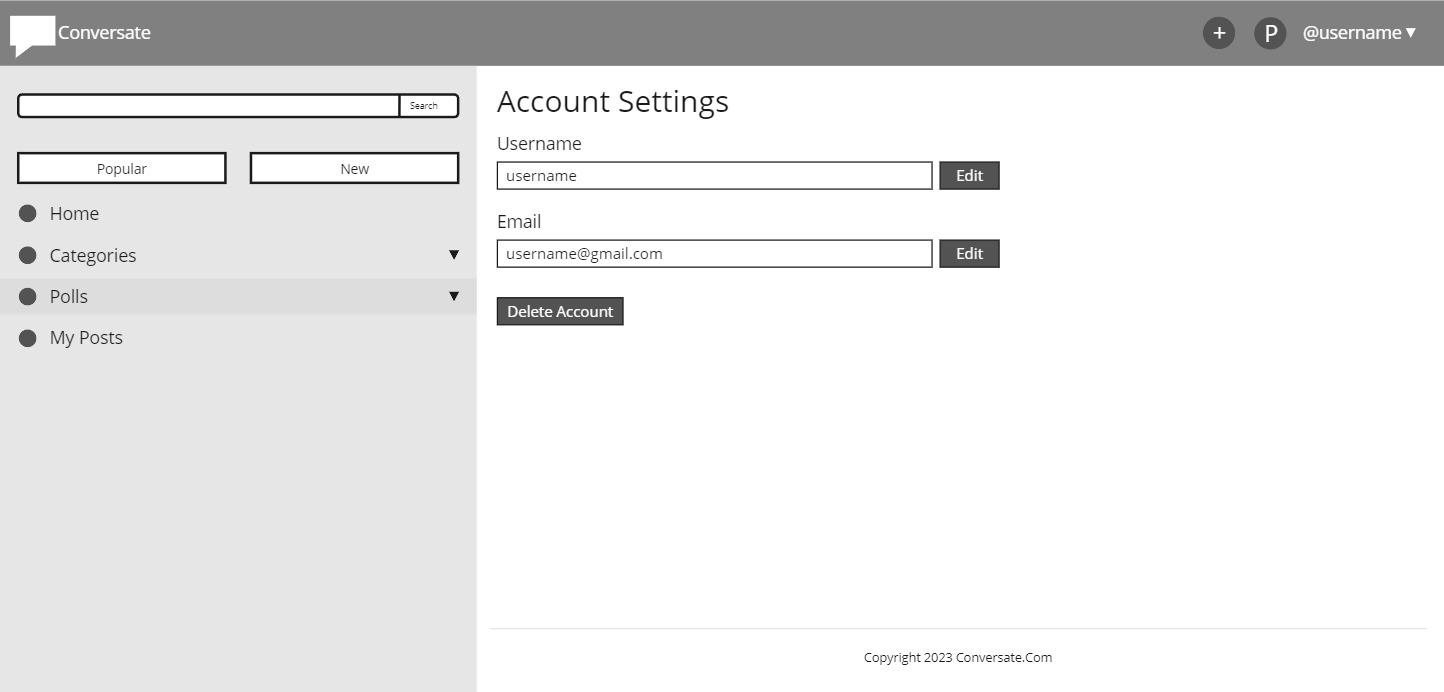 Conversate
+ P @username ▼
Search
Popular New
Home
Categories ▼
Polls ▼
My Posts
Account Settings
Username
username Edit
Email
username@gmail.com Edit
Delete Account
Copyright 2023 Conversate.Com